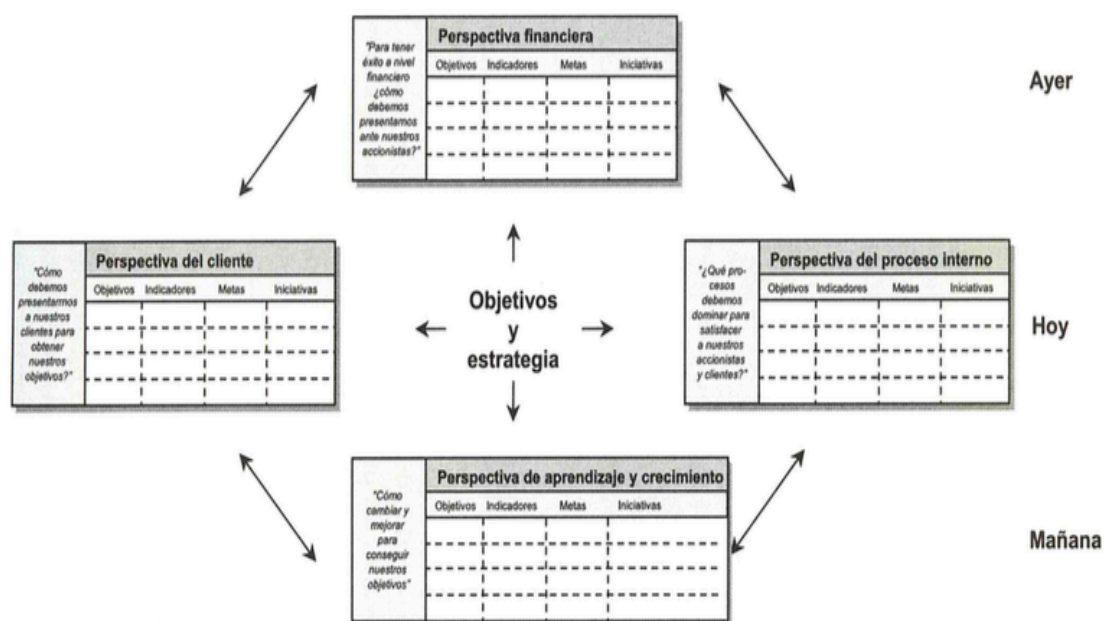 Perspectiva financiera
"Para tener
éxito a nivel
financiero
¿cómo
debemos
presentarnos
ante nuestros
accionistas?"
Objetivos Indicadores Metas Iniciativas
Ayer
Perspectiva del cliente
"Cómo
debemos
presentarmos
a nuestros
clientes para
obtener
nuestros
objetivos?"
Objetivos Indicadores Metas Iniciativas
Objetivos
y
estrategia
Perspectiva del proceso interno
"¿Qué pro-
cesos
debemos
dominar para
satisfacer
a nuestros
accionistas
y clientes?"
Objetivos Indicadores Metas Iniciativas
Hoy
Perspectiva de aprendizaje y crecimiento
"Cómo
cambiar y
mejorar
para
conseguir
nuestros
objetivos"
Objetivos Indicadores Metas Iniciativas
Mañana